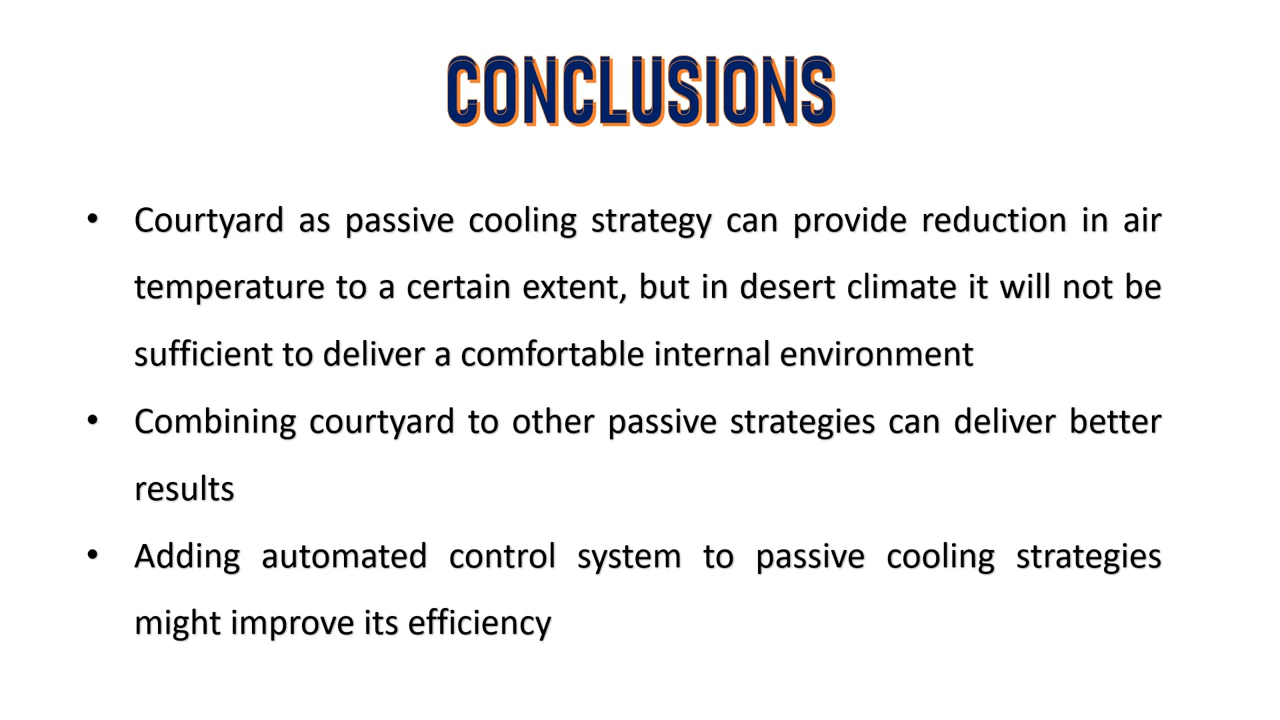 CONCLUSIONS
• Courtyard as passive cooling strategy can provide reduction in air
temperature to a certain extent, but in desert climate it will not be
sufficient to deliver a comfortable internal environment
• Combining courtyard to other passive strategies can deliver better
results
• Adding automated control system to passive cooling strategies
might improve its efficiency